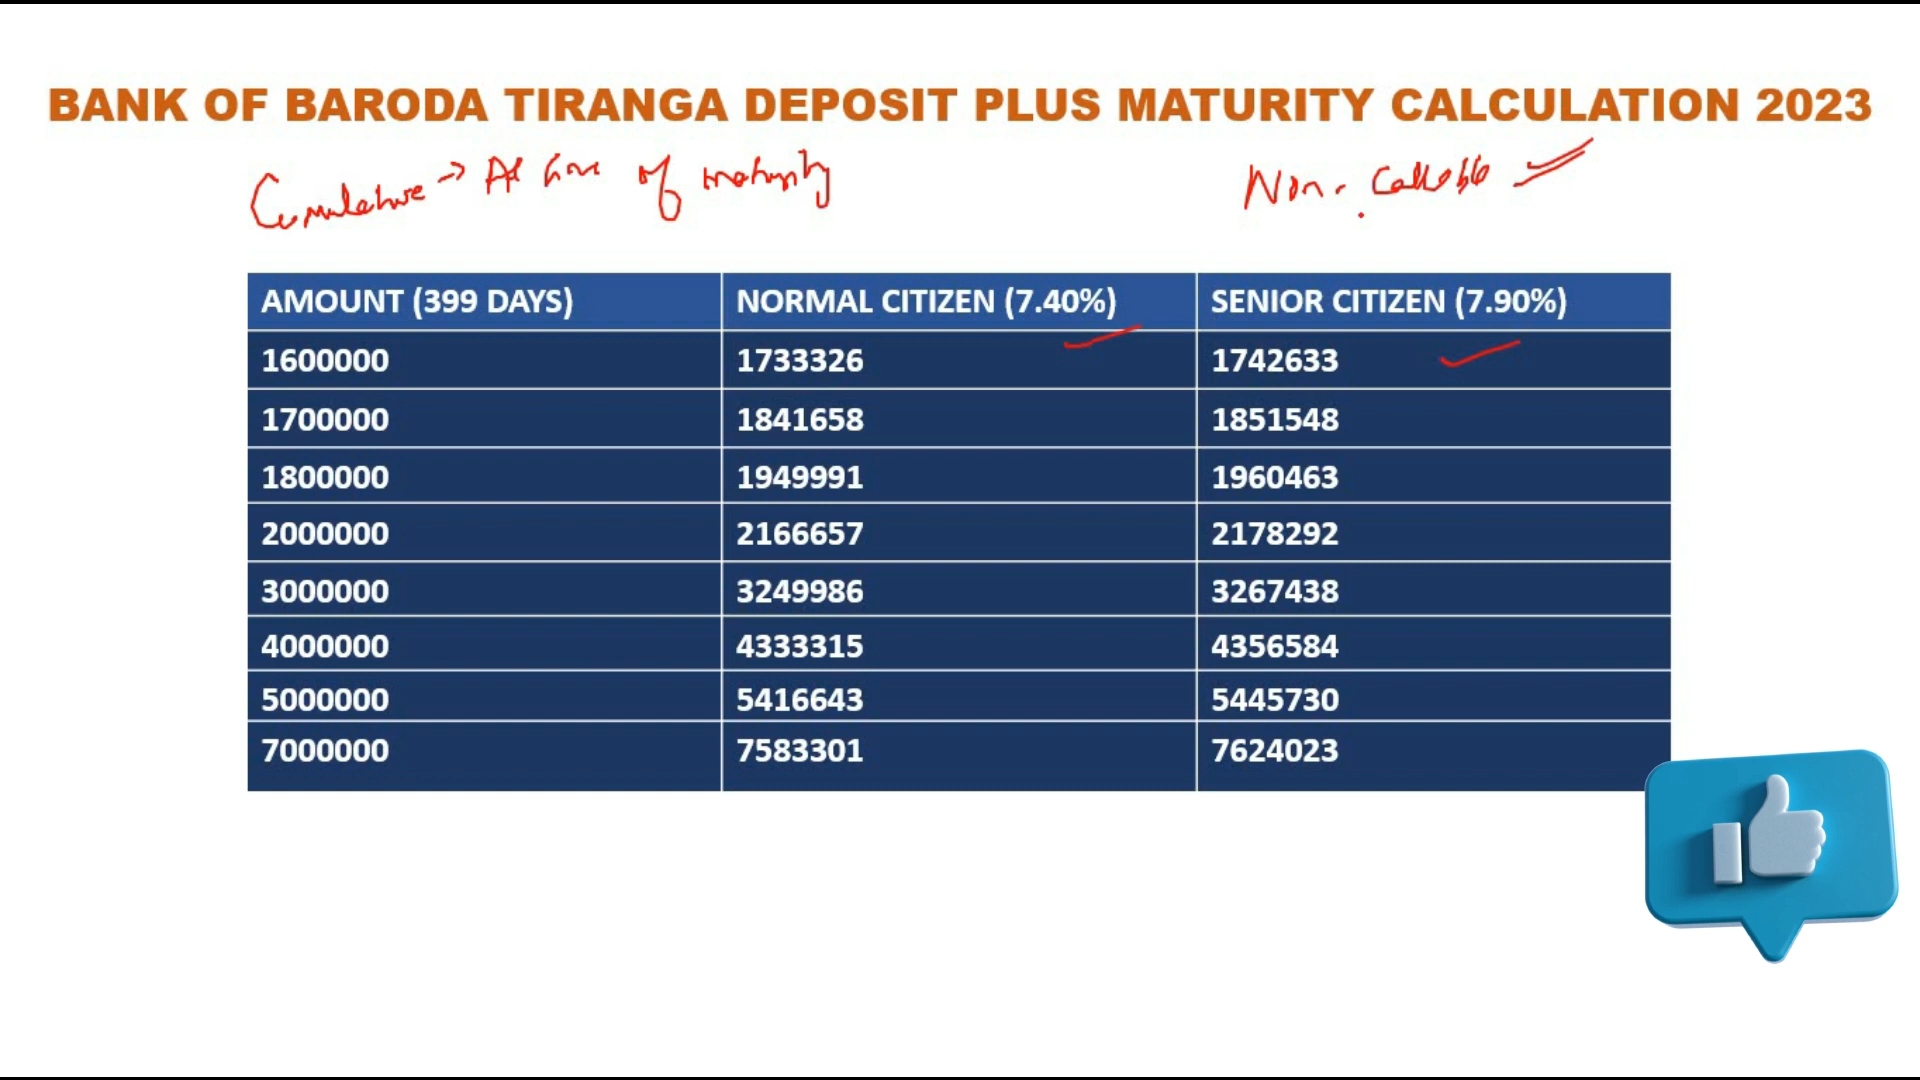 BANK OF BARODA TIRANGA DEPOSIT PLUS MATURITY CALCULATION 2023
Cumulative → At time of maturity Non-Callable
AMOUNT (399 DAYS) NORMAL CITIZEN (7.40%) SENIOR CITIZEN (7.90%)
1600000 1733326 1742633
1700000 1841658 1851548
1800000 1949991 1960463
2000000 2166657 2178292
3000000 3249986 3267438
4000000 4333315 4356584
5000000 5416643 5445730
7000000 7583301 7624023